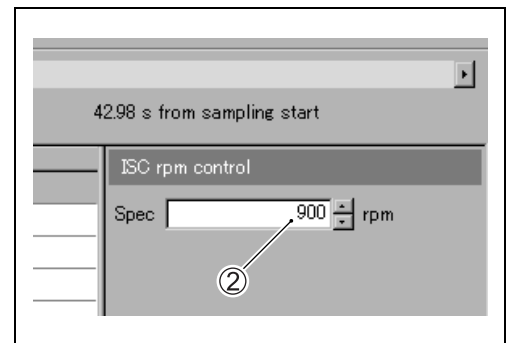 42.98 s from sampling start
ISC rpm control
Spec 900 rpm
②